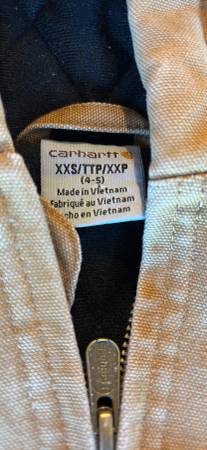 carhartt
XXS/TTP/XXP
(4-5)
Made in Vietnam
Fabriqué au Vietnam
cho en Vietnam